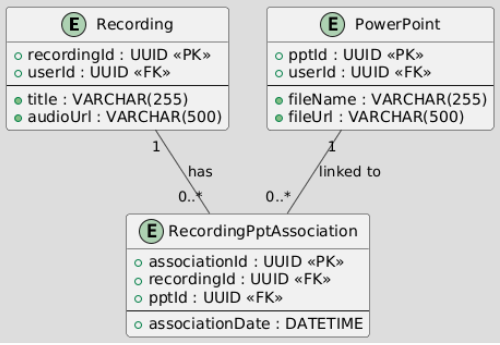 E Recording
recordingId : UUID «PK»
userId : UUID «FK»
title : VARCHAR(255)
audioUrl : VARCHAR(500)
E PowerPoint
pptId : UUID «PK»
userId : UUID «FK»
fileName : VARCHAR(255)
fileUrl : VARCHAR(500)
1
has
0..*
1
linked to
0..*
E RecordingPptAssociation
associationId : UUID «PK»
recordingId : UUID «FK»
pptId : UUID «FK»
associationDate : DATETIME